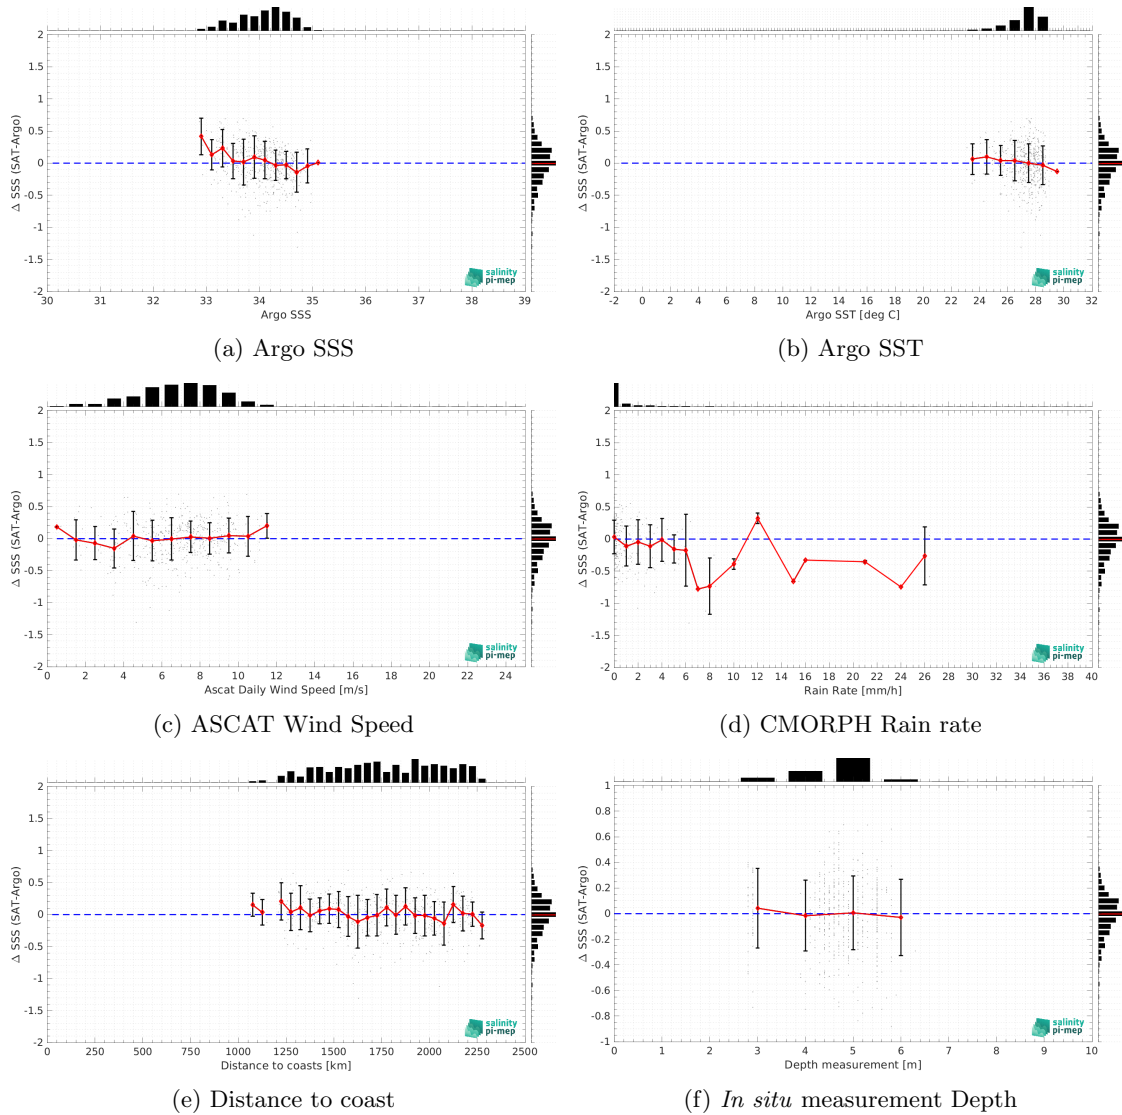 2
1.5
1
0.5
0
-0.5
-1
-1.5
-2
Δ SSS (SAT-Argo)
30 31 32 33 34 35 36 37 38 39
Argo SSS
salinity
pi-mep
(a) Argo SSS
2
1.5
1
0.5
0
-0.5
-1
-1.5
-2
Δ SSS (SAT-Argo)
-2 0 2 4 6 8 10 12 14 16 18 20 22 24 26 28 30 32
Argo SST [deg C]
salinity
pi-mep
(b) Argo SST
2
1.5
1
0.5
0
-0.5
-1
-1.5
-2
Δ SSS (SAT-Argo)
0 2 4 6 8 10 12 14 16 18 20 22 24
Ascat Daily Wind Speed [m/s]
salinity
pi-mep
(c) ASCAT Wind Speed
2
1.5
1
0.5
0
-0.5
-1
-1.5
-2
Δ SSS (SAT-Argo)
0 2 4 6 8 10 12 14 16 18 20 22 24 26 28 30 32 34 36 38 40
Rain Rate [mm/h]
salinity
pi-mep
(d) CMORPH Rain rate
2
1.5
1
0.5
0
-0.5
-1
-1.5
-2
Δ SSS (SAT-Argo)
0 250 500 750 1000 1250 1500 1750 2000 2250 2500
Distance to coasts [km]
salinity
pi-mep
(e) Distance to coast
1
0.8
0.6
0.4
0.2
0
-0.2
-0.4
-0.6
-0.8
-1
Δ SSS (SAT-Argo)
0 1 2 3 4 5 6 7 8 9 10
Depth measurement [m]
salinity
pi-mep
(f) In situ measurement Depth